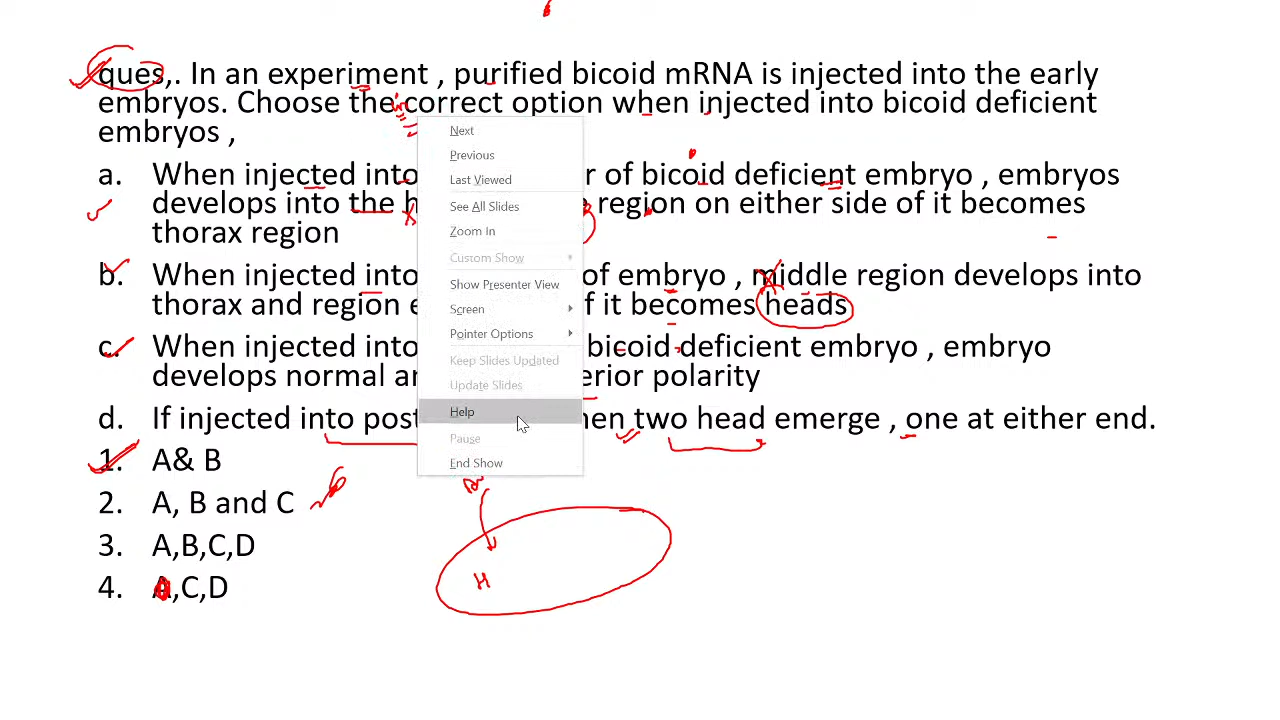 ques,. In an experiment , purified bicoid mRNA is injected into the early
embryos. Choose the correct option when injected into bicoid deficient
embryos ,
a. When injected into r of bicoid deficient embryo , embryos
develops into the h region on either side of it becomes
thorax region
b. When injected into of embryo , middle region develops into
thorax and region e f it becomes heads
c. When injected into bicoid deficient embryo , embryo
develops normal an erior polarity
d. If injected into post hen two head emerge , one at either end.
1. A& B
2. A, B and C
3. A,B,C,D
4. A,C,D
Next
Previous
Last Viewed
See All Slides
Zoom In
Custom Show
Show Presenter View
Screen
Pointer Options
Keep Slides Updated
Update Slides
Help
Pause
End Show
H